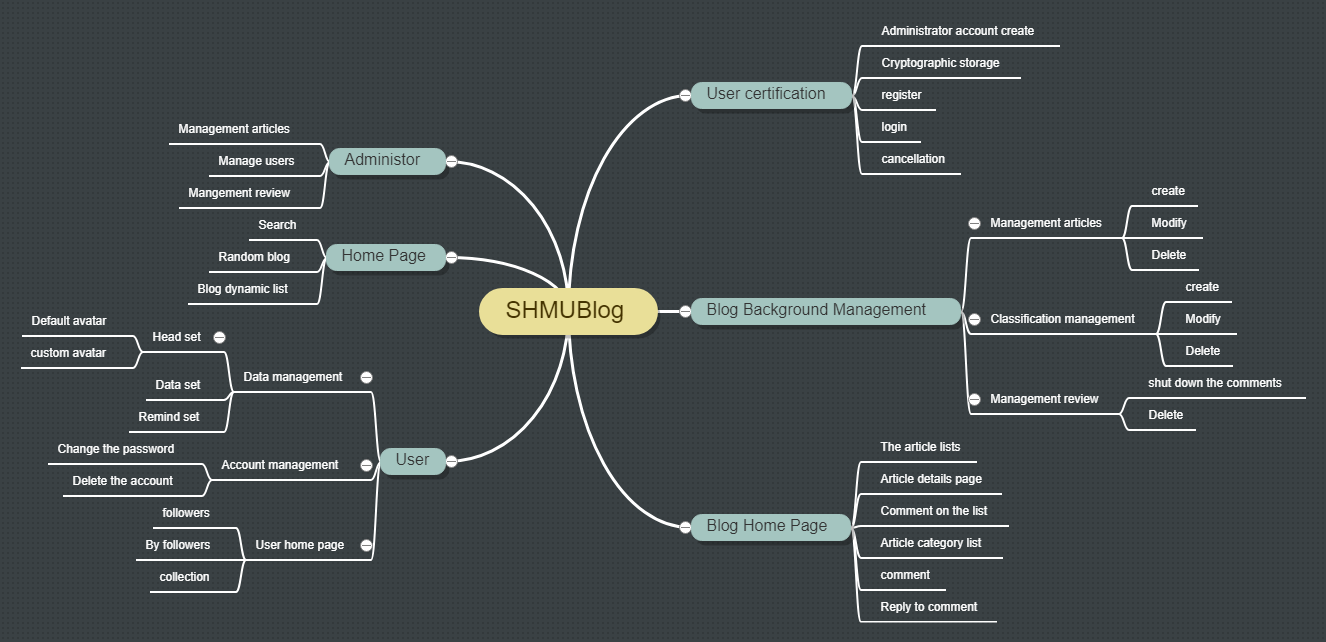 SHMUBlog
User certification
Administrator account create
Cryptographic storage
register
login
cancellation
Blog Background Management
Management articles
create
Modify
Delete
Classification management
create
Modify
Delete
Management review
shut down the comments
Delete
Blog Home Page
The article lists
Article details page
Comment on the list
Article category list
comment
Reply to comment
Administor
Management articles
Manage users
Mangement review
Home Page
Search
Random blog
Blog dynamic list
User
Data management
Head set
Default avatar
custom avatar
Data set
Remind set
Account management
Change the password
Delete the account
User home page
followers
By followers
collection